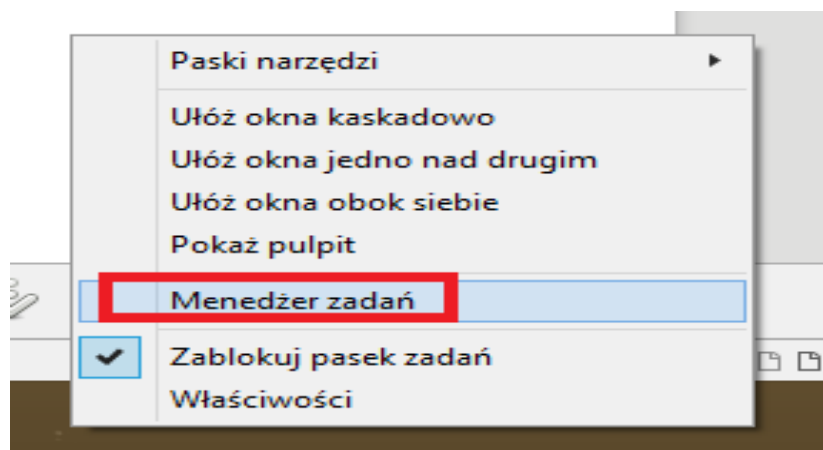 Paski narzędzi
Ułóż okna kaskadowo
Ułóż okna jedno nad drugim
Ułóż okna obok siebie
Pokaż pulpit
Menedżer zadań
Zablokuj pasek zadań
Właściwości